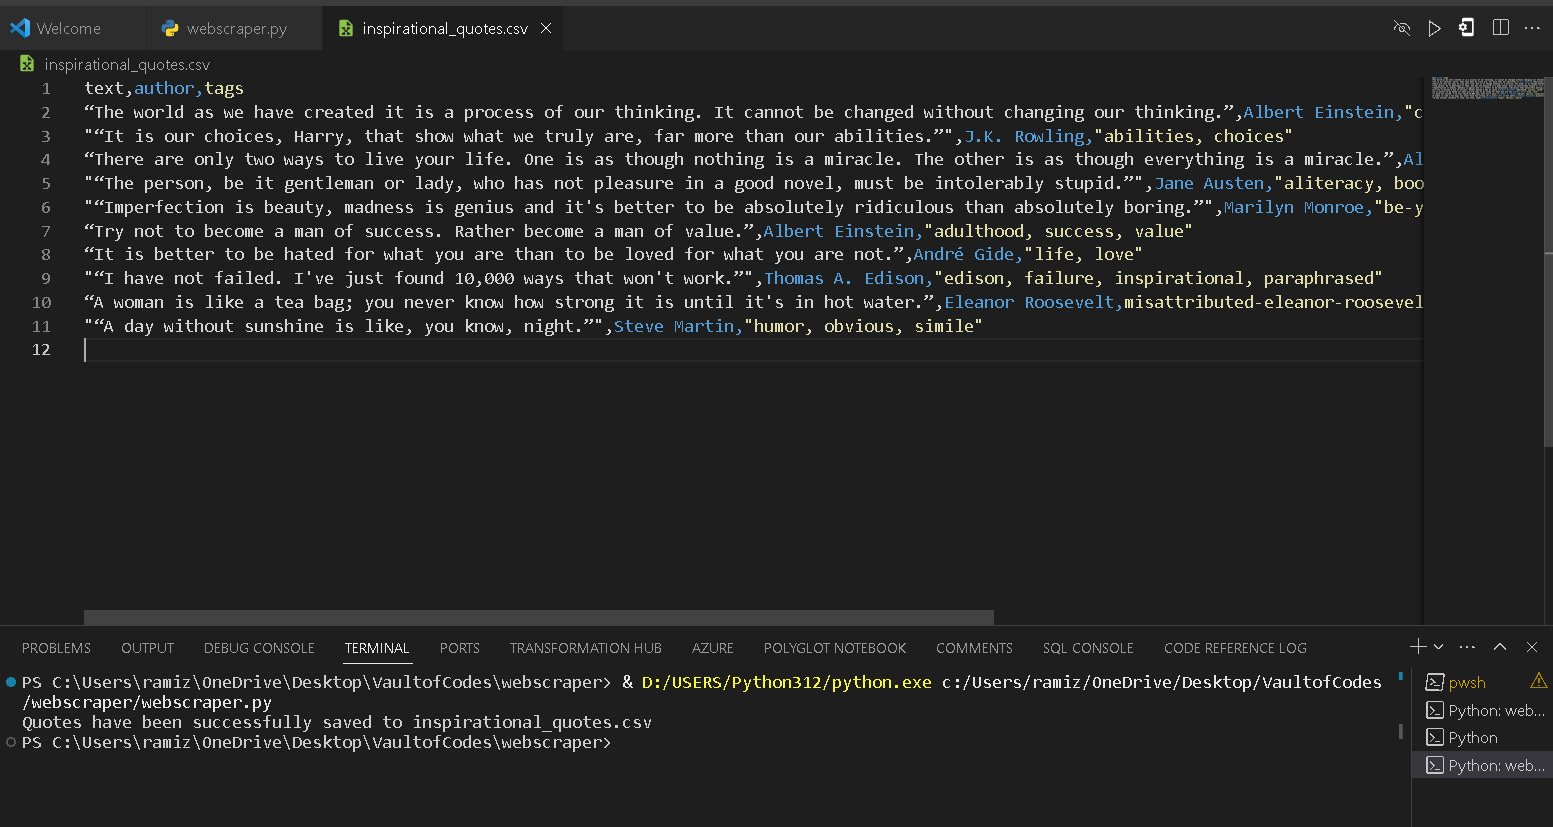 Welcome
webscraper.py
inspirational_quotes.csv
inspirational_quotes.csv
1 text,author,tags
2 “The world as we have created it is a process of our thinking. It cannot be changed without changing our thinking.”,Albert Einstein,"c
3 "“It is our choices, Harry, that show what we truly are, far more than our abilities.”",J.K. Rowling,"abilities, choices"
4 “There are only two ways to live your life. One is as though nothing is a miracle. The other is as though everything is a miracle.”,Al
5 "“The person, be it gentleman or lady, who has not pleasure in a good novel, must be intolerably stupid.”",Jane Austen,"aliteracy, boo
6 "“Imperfection is beauty, madness is genius and it's better to be absolutely ridiculous than absolutely boring.”",Marilyn Monroe,"be-y
7 “Try not to become a man of success. Rather become a man of value.”,Albert Einstein,"adulthood, success, value"
8 “It is better to be hated for what you are than to be loved for what you are not.”,André Gide,"life, love"
9 "“I have not failed. I've just found 10,000 ways that won't work.”",Thomas A. Edison,"edison, failure, inspirational, paraphrased"
10 “A woman is like a tea bag; you never know how strong it is until it's in hot water.”,Eleanor Roosevelt,misattributed-eleanor-roosevel
11 "“A day without sunshine is like, you know, night.”",Steve Martin,"humor, obvious, simile"
12
PROBLEMS OUTPUT DEBUG CONSOLE TERMINAL PORTS TRANSFORMATION HUB AZURE POLYGLOT NOTEBOOK COMMENTS SQL CONSOLE CODE REFERENCE LOG
PS C:\Users\ramiz\OneDrive\Desktop\VaultofCodes\webscraper> & D:/USERS/Python312/python.exe c:/Users/ramiz/OneDrive/Desktop/VaultofCodes
/webscraper/webscraper.py
Quotes have been successfully saved to inspirational_quotes.csv
PS C:\Users\ramiz\OneDrive\Desktop\VaultofCodes\webscraper>
pwsh
Python: web...
Python
Python: web...